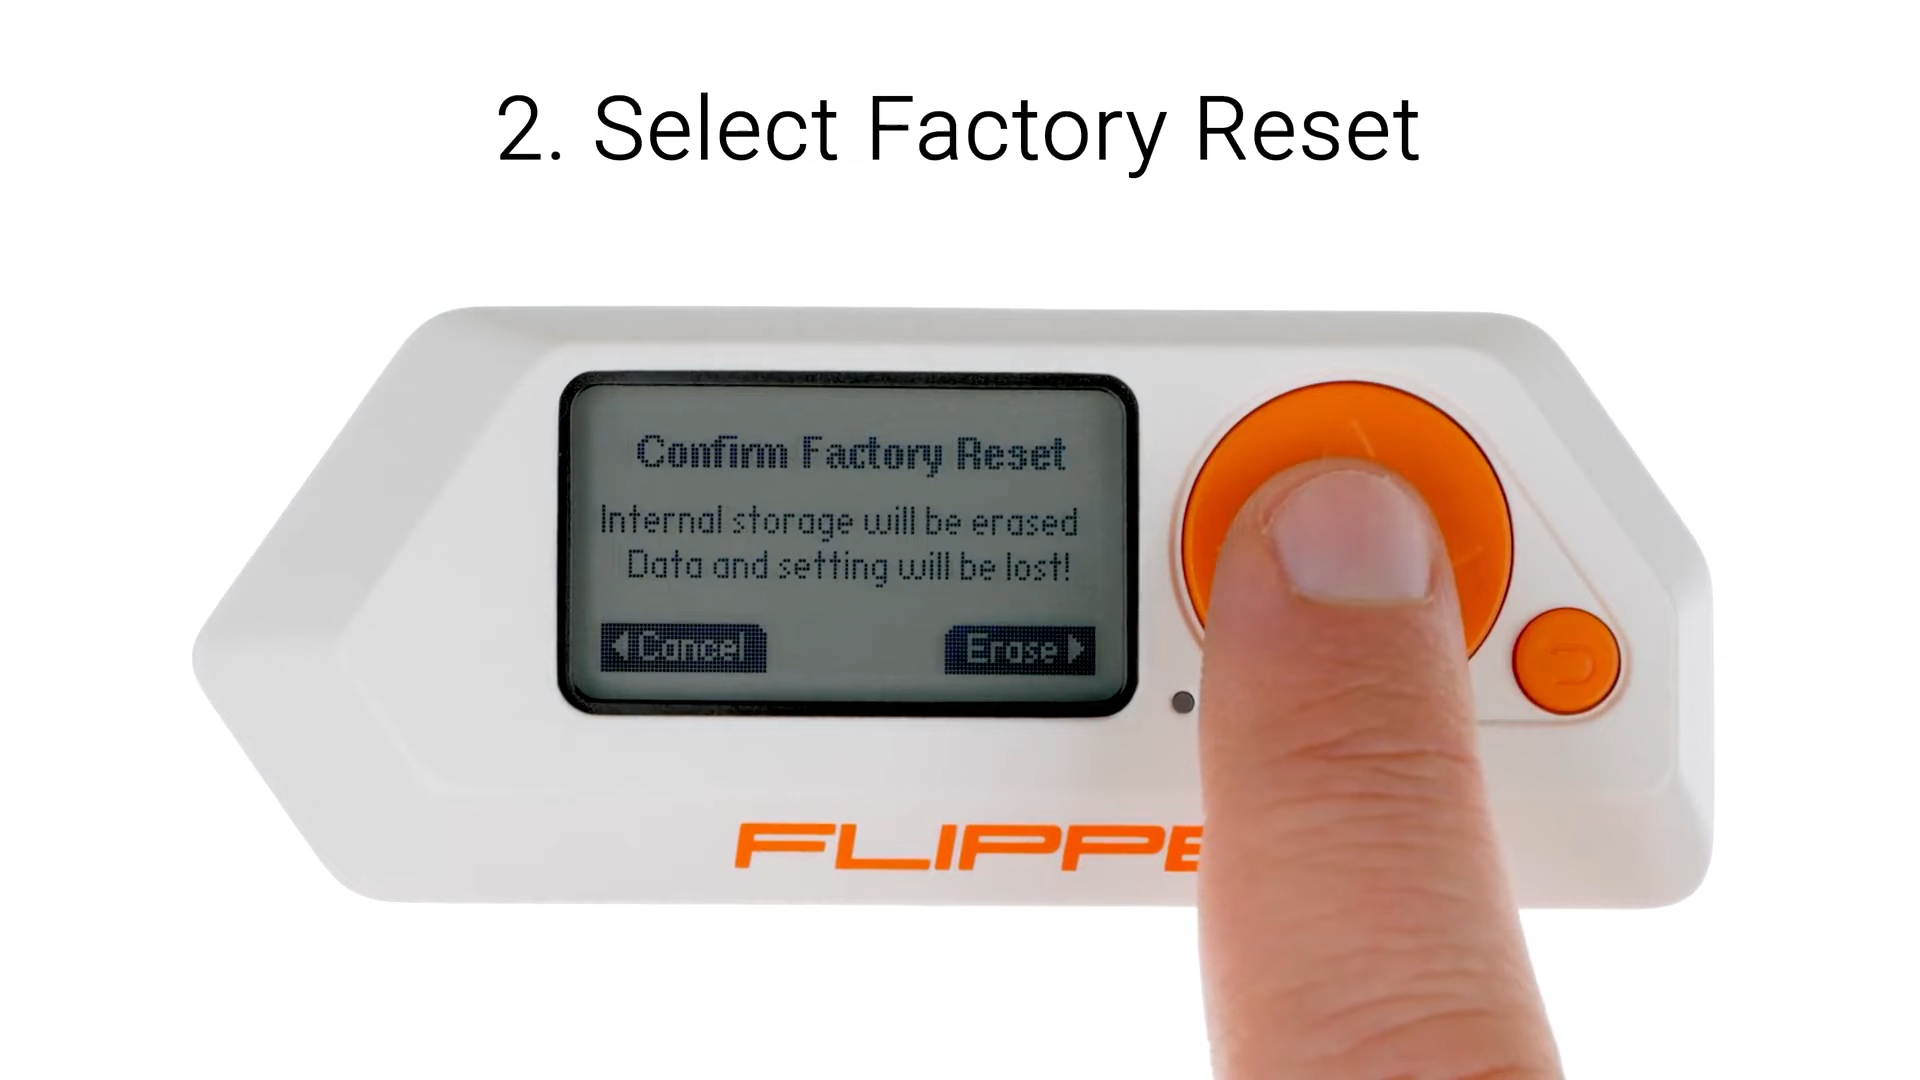 2. Select Factory Reset
Confirm Factory Reset
Internal storage will be erased
Data and setting will be lost!
Cancel
Erase
FLIPPE